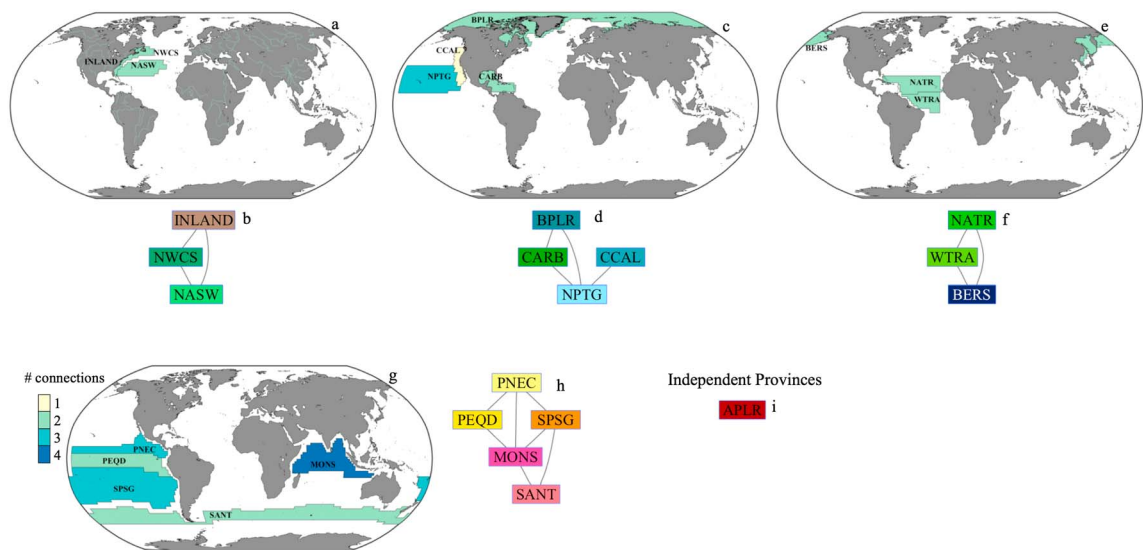 a
INLAND
NWCS
NASW
INLAND
b
NWCS
NASW
c
BPLR
CCAL
NPTG
CARB
BPLR
d
CARB
CCAL
NPTG
e
BERS
NATR
WTRA
NATR
f
WTRA
BERS
# connections
1
2
3
4
g
PNEC
PEQD
MONS
SPSG
SANT
PNEC
h
PEQD
SPSG
MONS
SANT
Independent Provinces
APLR
i